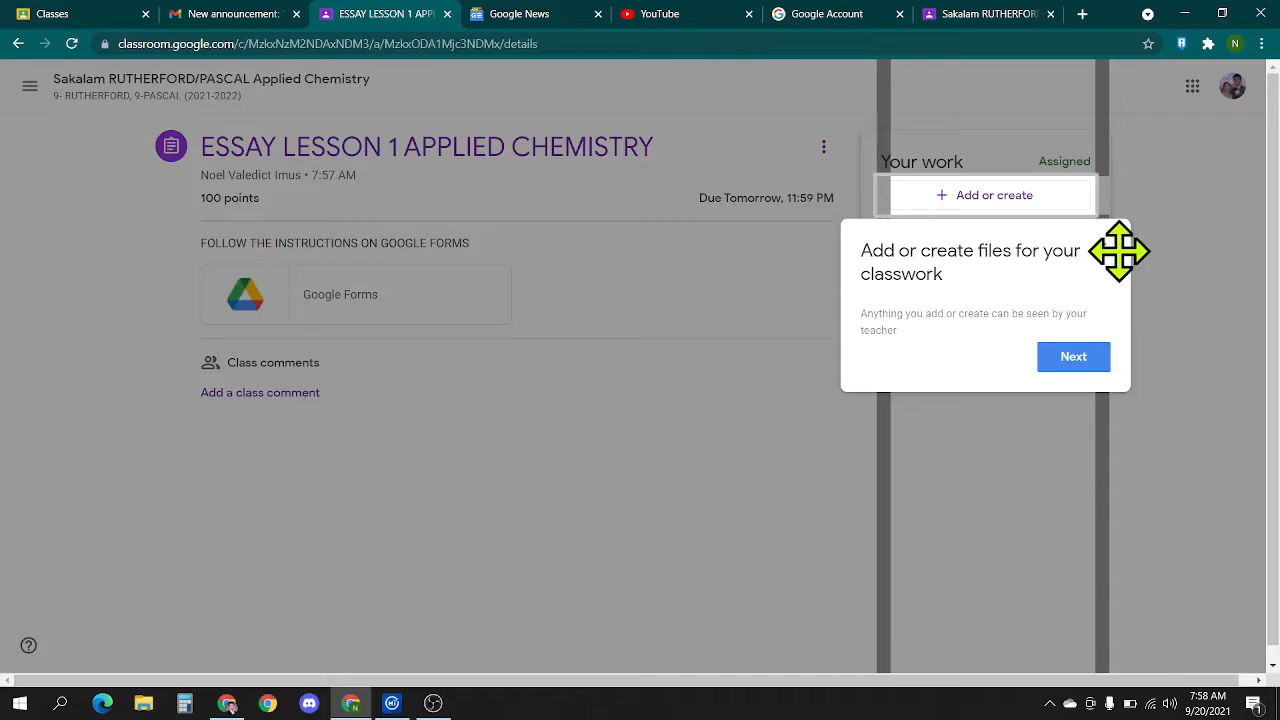 Classes
New announcement:
ESSAY LESSON 1 APPL
Google News
YouTube
Google Account
Sakalam RUTHERFORD/
classroom.google.com/c/MzkxNzM2NDAxNDM3/a/MzkxODA1Mjc3NDMx/details
N
Sakalam RUTHERFORD/PASCAL Applied Chemistry
9- RUTHERFORD, 9-PASCAL (2021-2022)
ESSAY LESSON 1 APPLIED CHEMISTRY
Noel Valedict Imus • 7:57 AM
100 points
Due Tomorrow, 11:59 PM
FOLLOW THE INSTRUCTIONS ON GOOGLE FORMS
Google Forms
Class comments
Add a class comment
Your work
Assigned
+ Add or create
Add or create files for your
classwork
Anything you add or create can be seen by your
teacher
Next
7:58 AM
9/20/2021